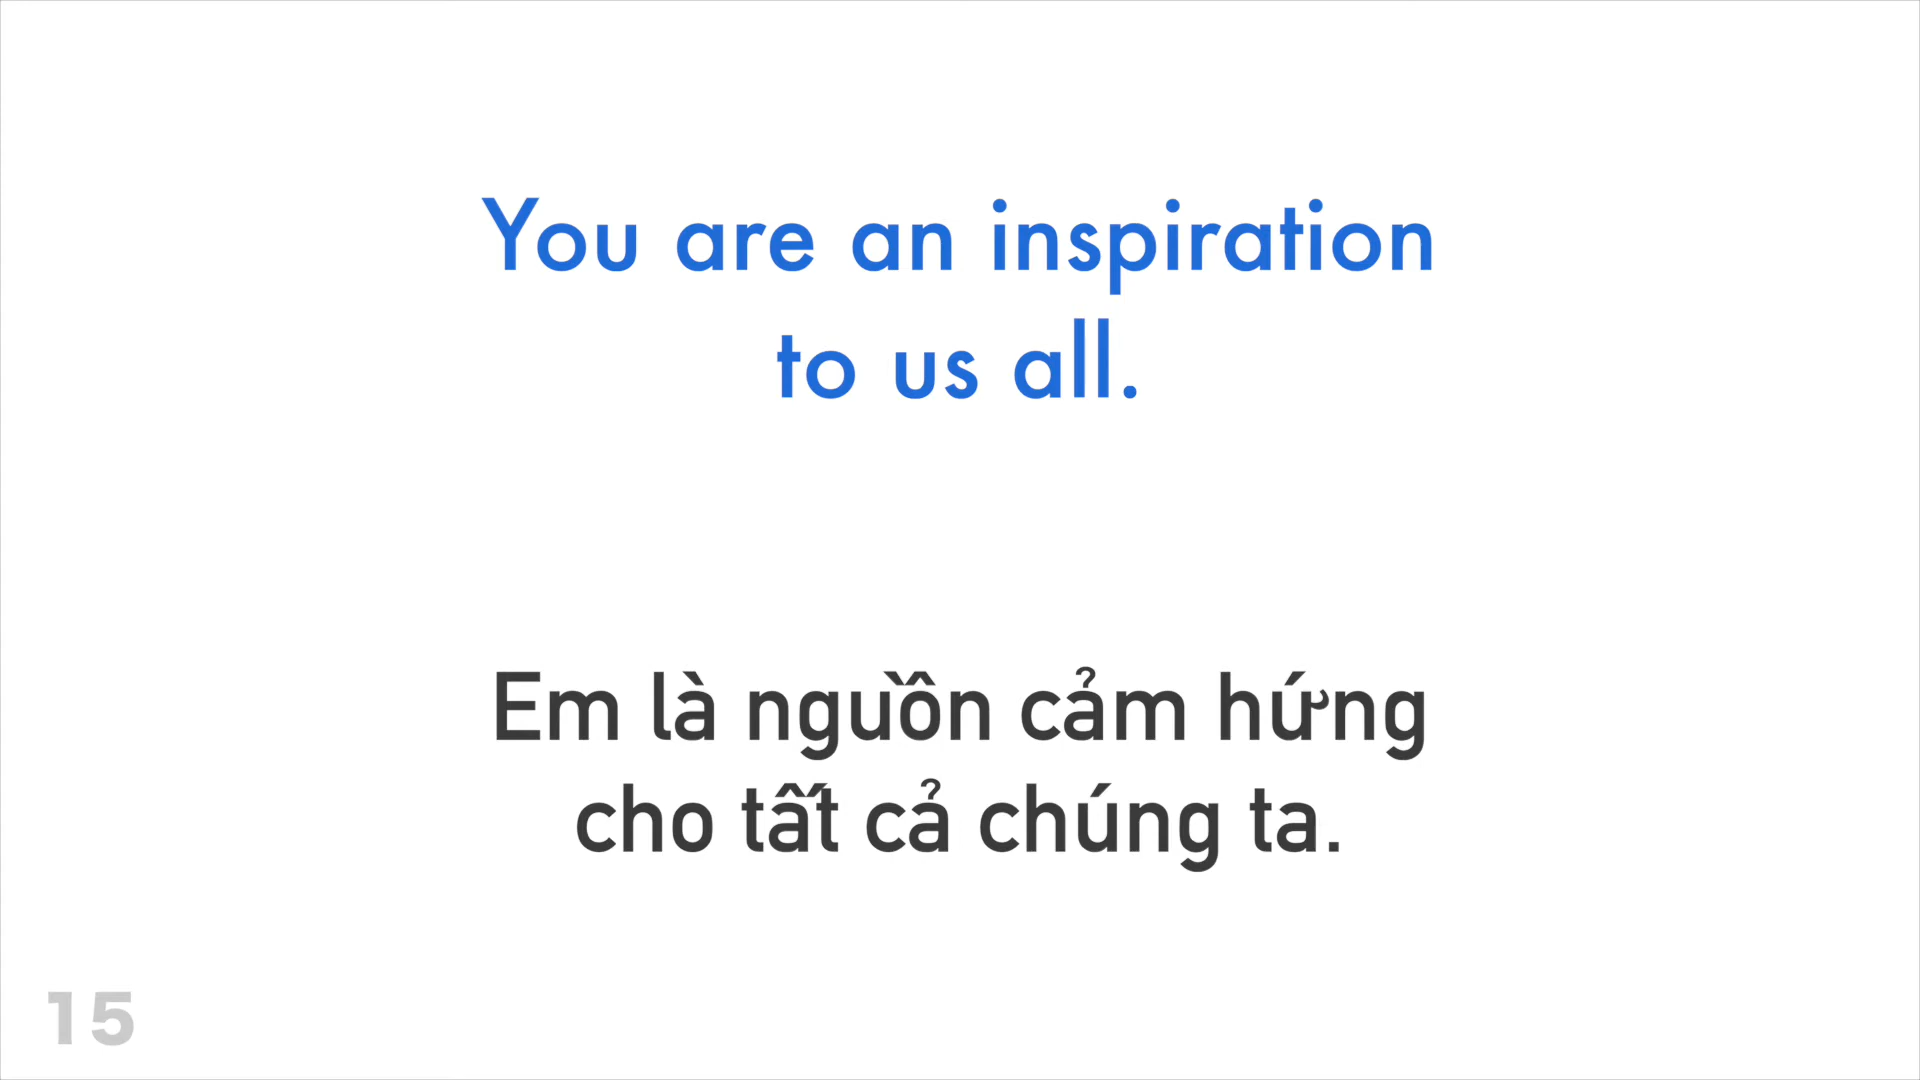 You are an inspiration
to us all.
Em là nguồn cảm hứng
cho tất cả chúng ta.
15